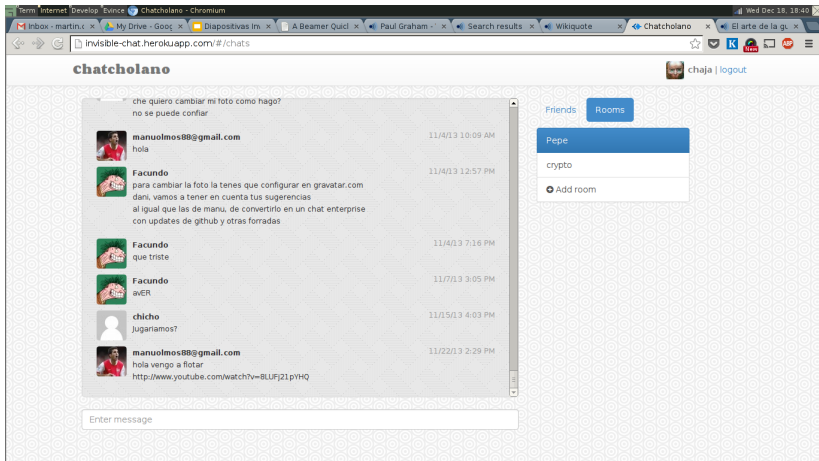 Term Internet Develop Evince Chatcholano - Chromium
Wed Dec 18, 18:40
Inbox - martin.c
My Drive - Goog
Diapositivas Inv
A Beamer Quick
Paul Graham -
Search results
Wikiquote
Chatcholano
El arte de la gu
invisible-chat.herokuapp.com/#/chats
K
New
ABP
Chatcholano
chaja | logout
che quiero cambiar mi foto como hago?
no se puede confiar
manuolmos88@gmail.com 11/4/13 10:09 AM
hola
Facundo 11/4/13 12:57 PM
para cambiar la foto la tenes que configurar en gravatar.com
dani, vamos a tener en cuenta tus sugerencias
al igual que las de manu, de convertirlo en un chat enterprise
con updates de github y otras forradas
Facundo 11/4/13 7:16 PM
que triste
Facundo 11/7/13 3:05 PM
avER
chicho 11/15/13 4:03 PM
jugariamos?
manuolmos88@gmail.com 11/22/13 2:29 PM
hola vengo a flotar
http://www.youtube.com/watch?v=8LUFj21pYHQ
Enter message
Friends Rooms
Pepe
crypto
Add room